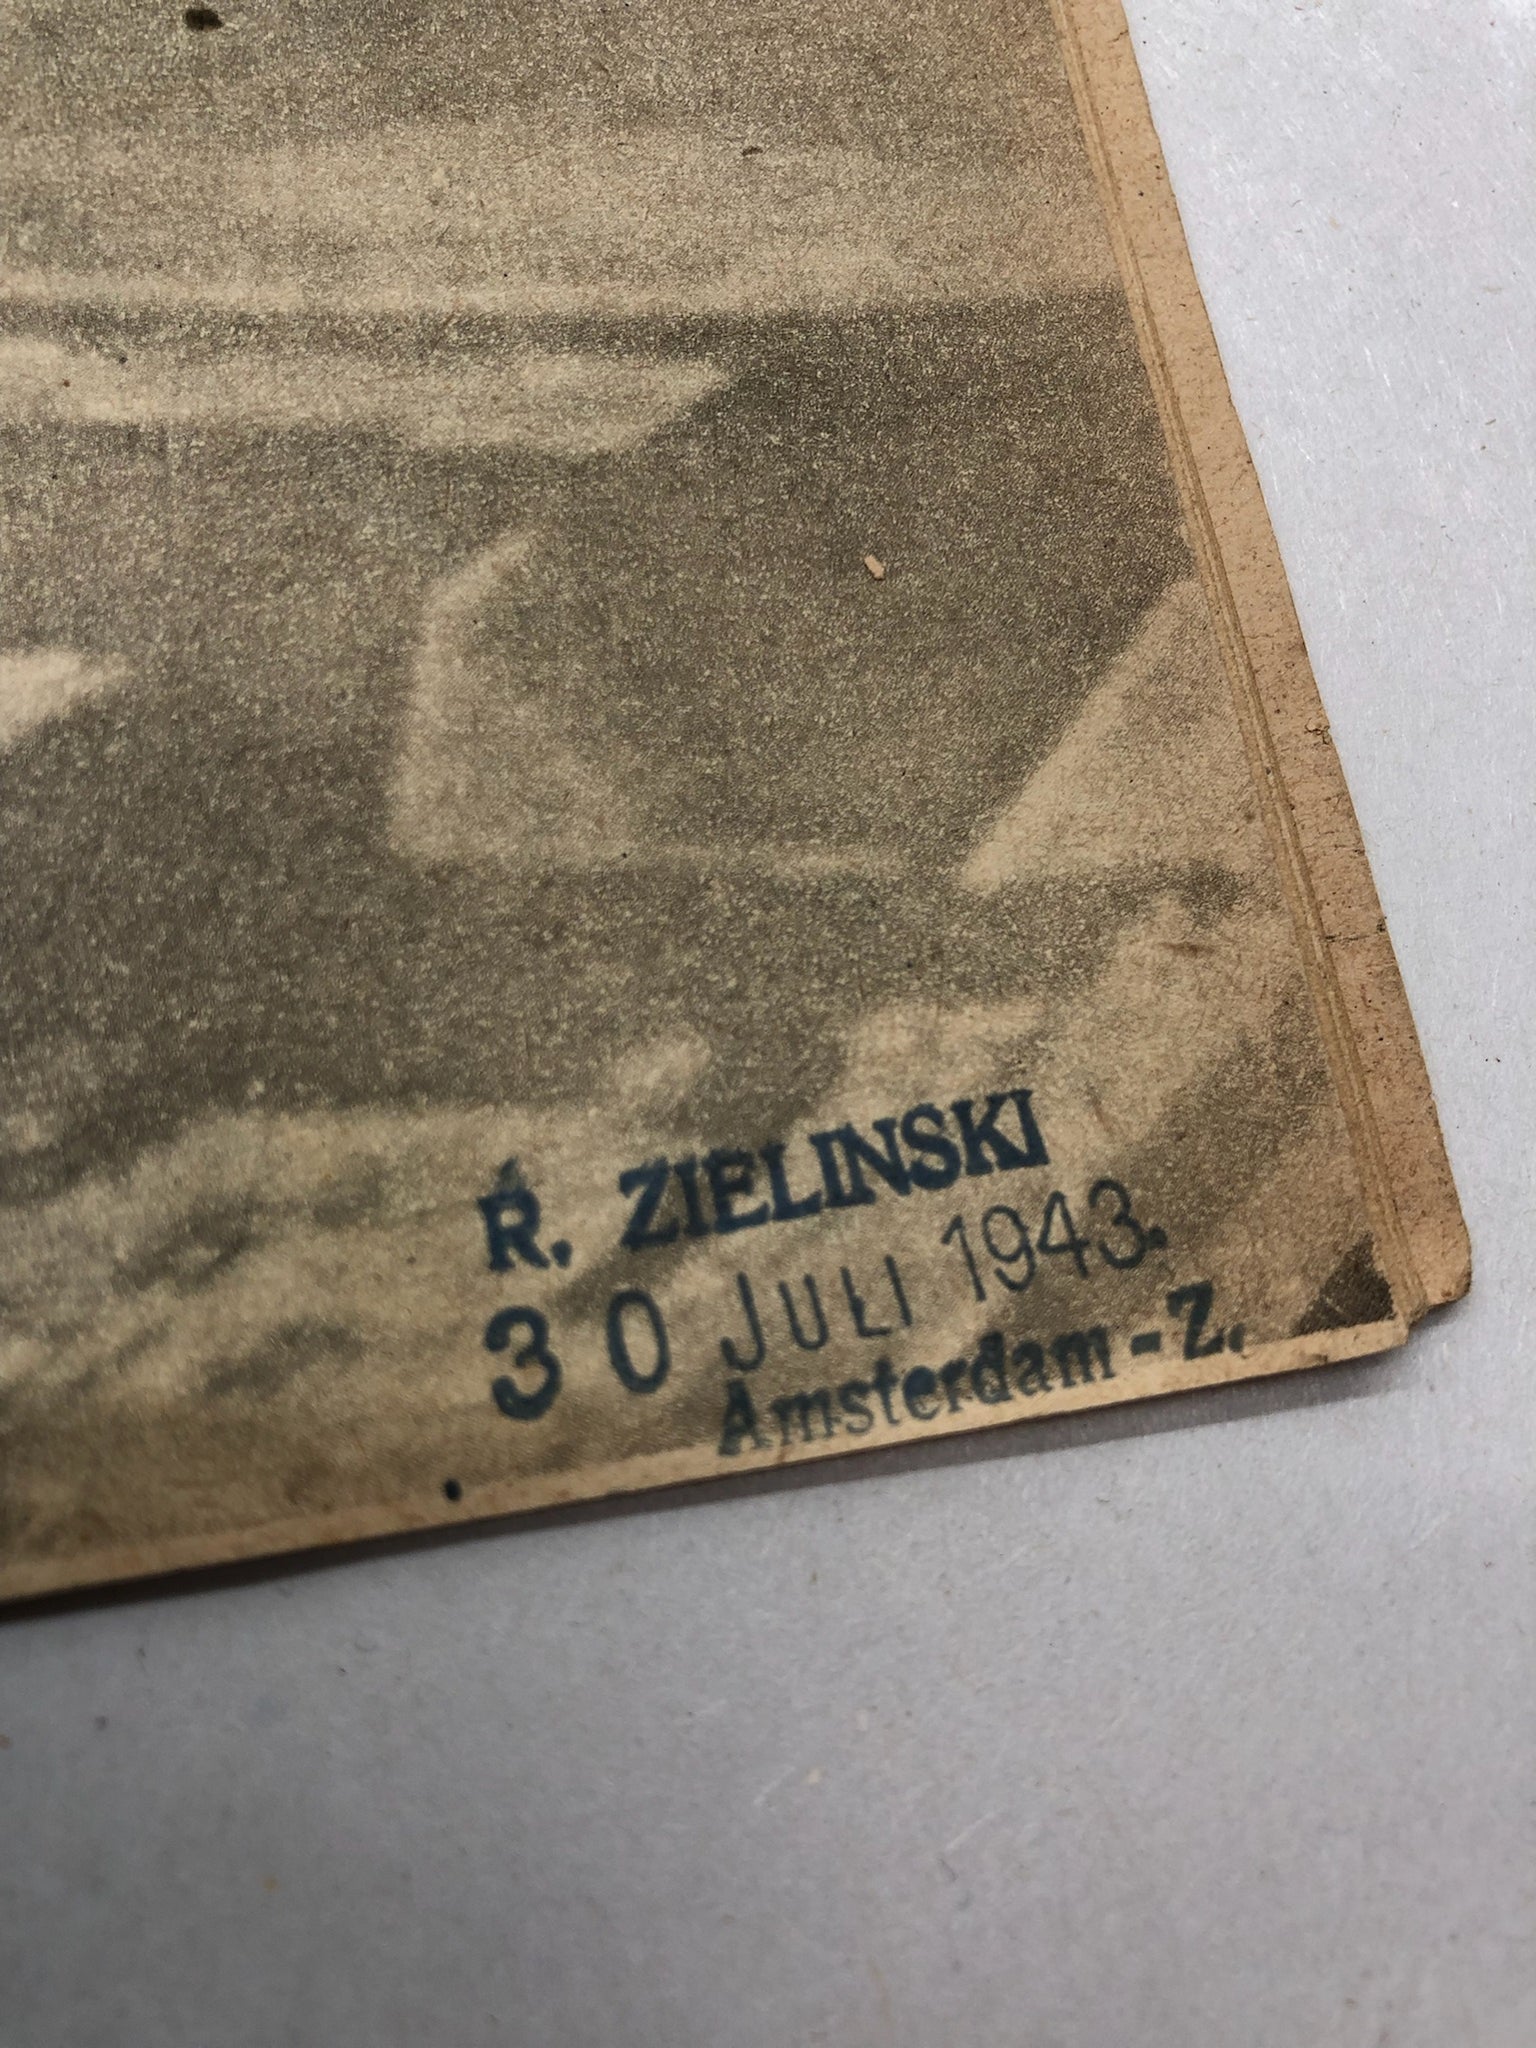 R. ZIELINSKI
30 JULI 1943.
Amsterdam - Z.